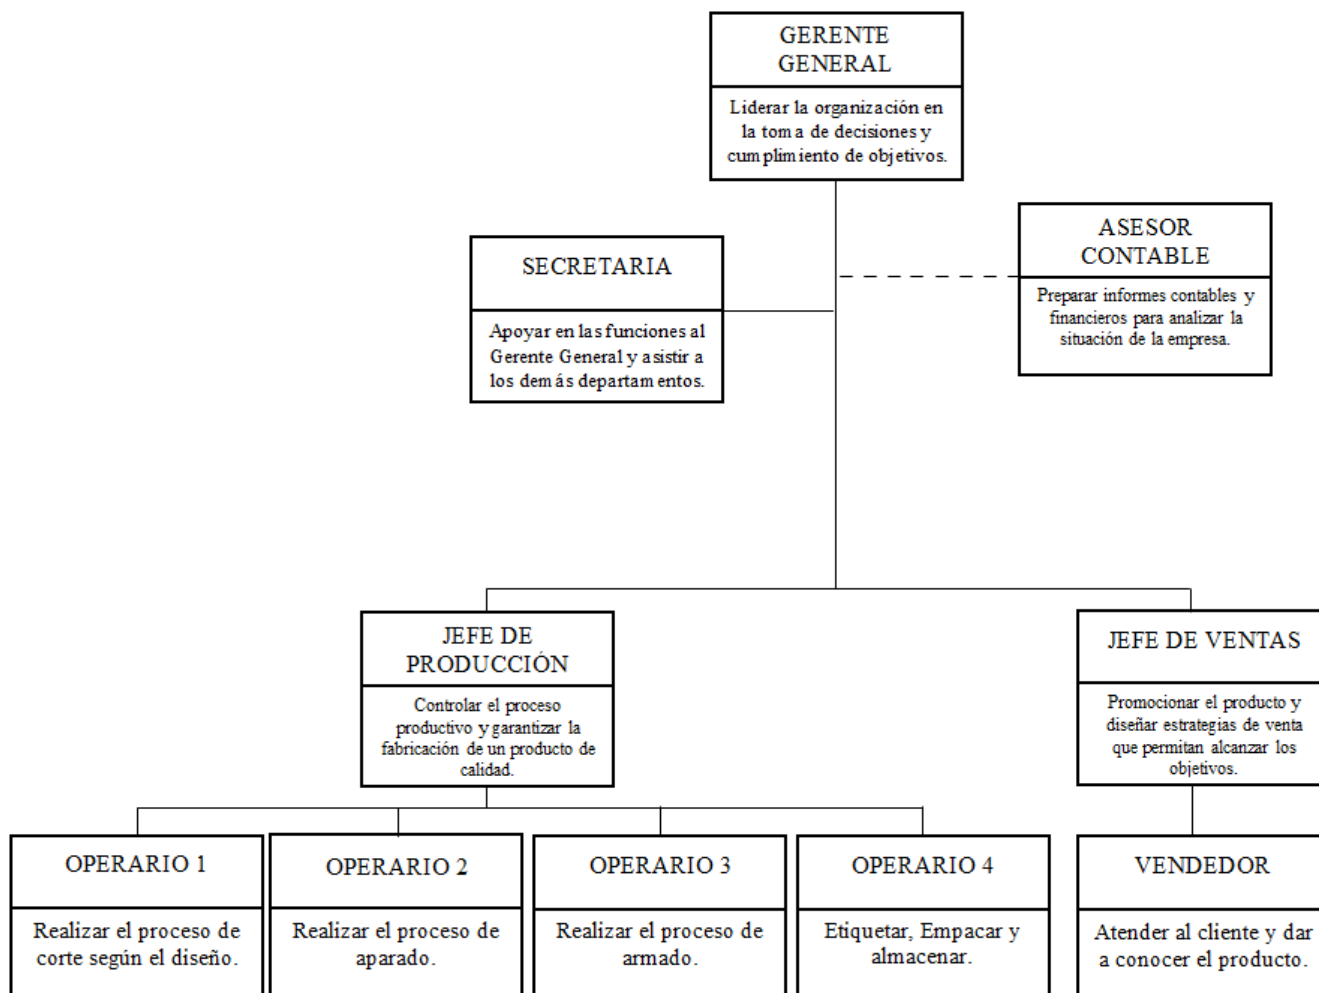 GERENTE
GENERAL
Liderar la organización en
la toma de decisiones y
cumplimiento de objetivos.
SECRETARIA
Apoyar en las funciones al
Gerente General y asistir a
los demás departamentos.
ASESOR
CONTABLE
Preparar informes contables y
financieros para analizar la
situación de la empresa.
JEFE DE
PRODUCCIÓN
Controlar el proceso
productivo y garantizar la
fabricación de un producto de
calidad.
JEFE DE VENTAS
Promocionar el producto y
diseñar estrategias de venta
que permitan alcanzar los
objetivos.
OPERARIO 1
Realizar el proceso de
corte según el diseño.
OPERARIO 2
Realizar el proceso de
aparado.
OPERARIO 3
Realizar el proceso de
armado.
OPERARIO 4
Etiquetar, Empacar y
almacenar.
VENDEDOR
Atender al cliente y dar
a conocer el producto.